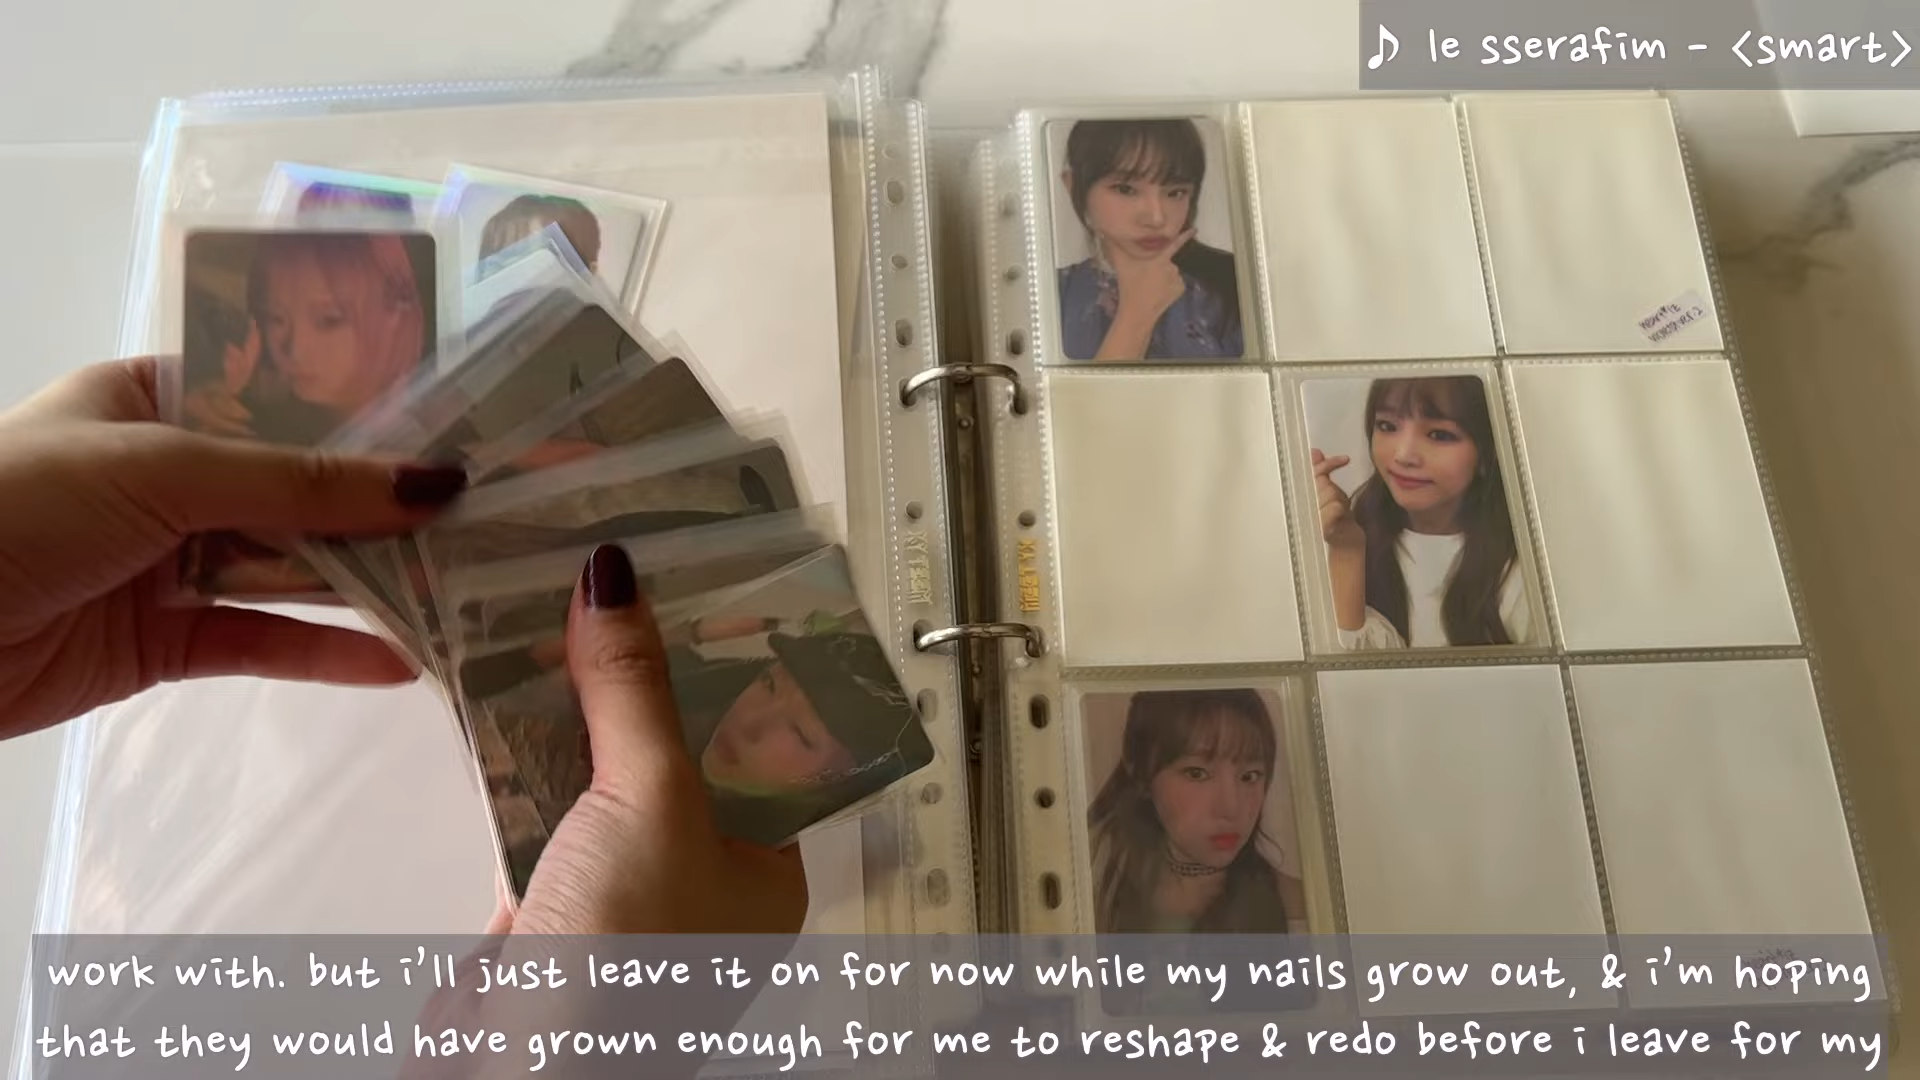 ♪ le sserafim - <smart>
work with. but i'll just leave it on for now while my nails grow out, & i'm hoping
that they would have grown enough for me to reshape & redo before i leave for my